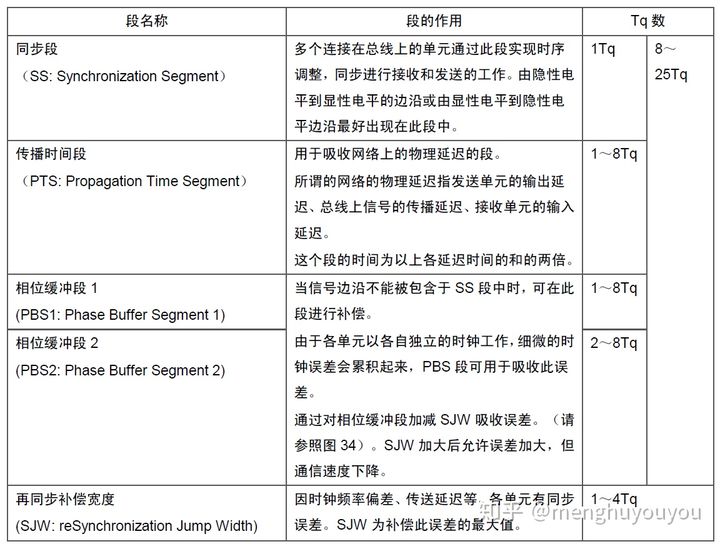 段名称 段的作用 Tq 数
同步段
（SS: Synchronization Segment）
多个连接在总线上的单元通过此段实现时序
调整，同步进行接收和发送的工作。由隐性电
平到显性电平的边沿或由显性电平到隐性电
平边沿最好出现在此段中。
1Tq
8～
25Tq
传播时间段
（PTS: Propagation Time Segment）
用于吸收网络上的物理延迟的段。
所谓的网络的物理延迟指发送单元的输出延
迟、总线上信号的传播延迟、接收单元的输入
延迟。
这个段的时间为以上各延迟时间的和的两倍。
1～8Tq
相位缓冲段 1
(PBS1: Phase Buffer Segment 1)
当信号边沿不能被包含于 SS 段中时，可在此
段进行补偿。
1～8Tq
相位缓冲段 2
(PBS2: Phase Buffer Segment 2)
由于各单元以各自独立的时钟工作，细微的时
钟误差会累积起来，PBS 段可用于吸收此误
差。
通过对相位缓冲段加减 SJW 吸收误差。（请
参照图 34）。SJW 加大后允许误差加大，但
通信速度下降。
2～8Tq
再同步补偿宽度
(SJW: reSynchronization Jump Width)
因时钟频率偏差、传送延迟等，各单元有同步
误差。SJW 为补偿此误差的最大值。
1～4Tq
知乎 @menghuyouyou